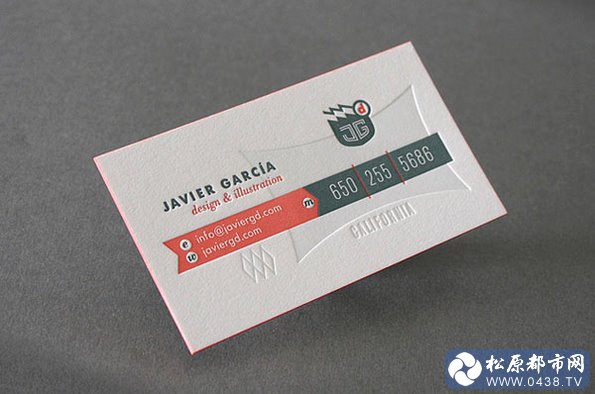 d
JG
JAVIER GARCÍA
design & illustration
m 650 255 5686
e info@javiergd.com
w javiergd.com
CALIFORNIA
松原都市网
WWW.0438.TV